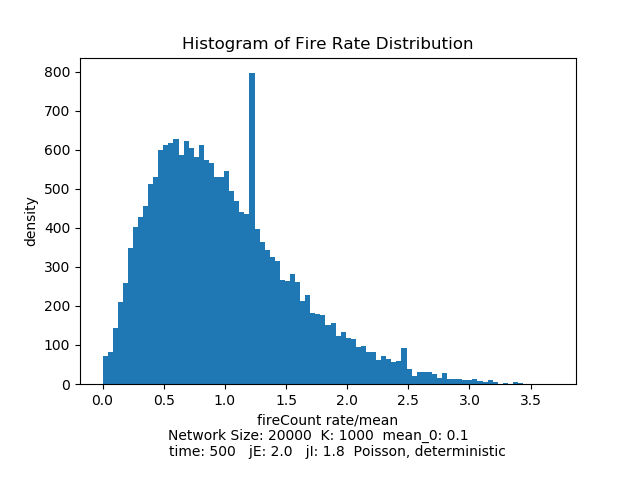 Histogram of Fire Rate Distribution
800
700
600
500
400
300
200
100
0
density
0.0 0.5 1.0 1.5 2.0 2.5 3.0 3.5
fireCount rate/mean
Network Size: 20000 K: 1000 mean_0: 0.1
time: 500 jE: 2.0 jI: 1.8 Poisson, deterministic